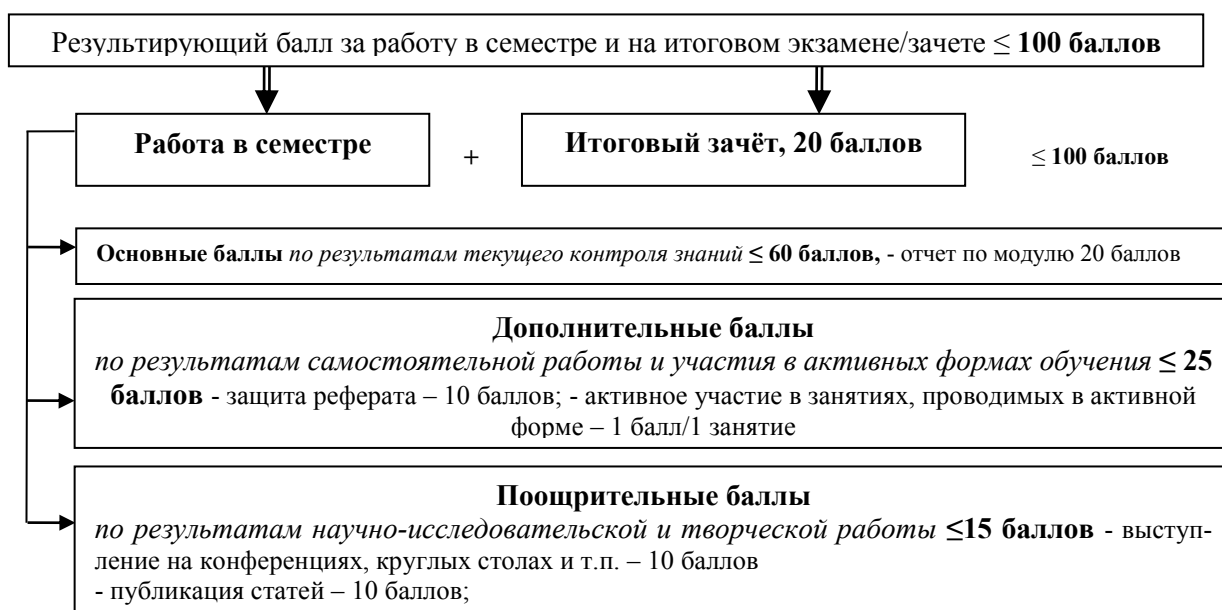 Результирующий балл за работу в семестре и на итоговом экзамене/зачете ≤ 100 баллов
Работа в семестре
+
Итоговый зачёт, 20 баллов
≤ 100 баллов
Основные баллы по результатам текущего контроля знаний ≤ 60 баллов, - отчет по модулю 20 баллов
Дополнительные баллы
по результатам самостоятельной работы и участия в активных формах обучения ≤ 25
баллов - защита реферата – 10 баллов; - активное участие в занятиях, проводимых в активной
форме – 1 балл/1 занятие
Поощрительные баллы
по результатам научно-исследовательской и творческой работы ≤15 баллов - выступ-
ление на конференциях, круглых столах и т.п. – 10 баллов
- публикация статей – 10 баллов;